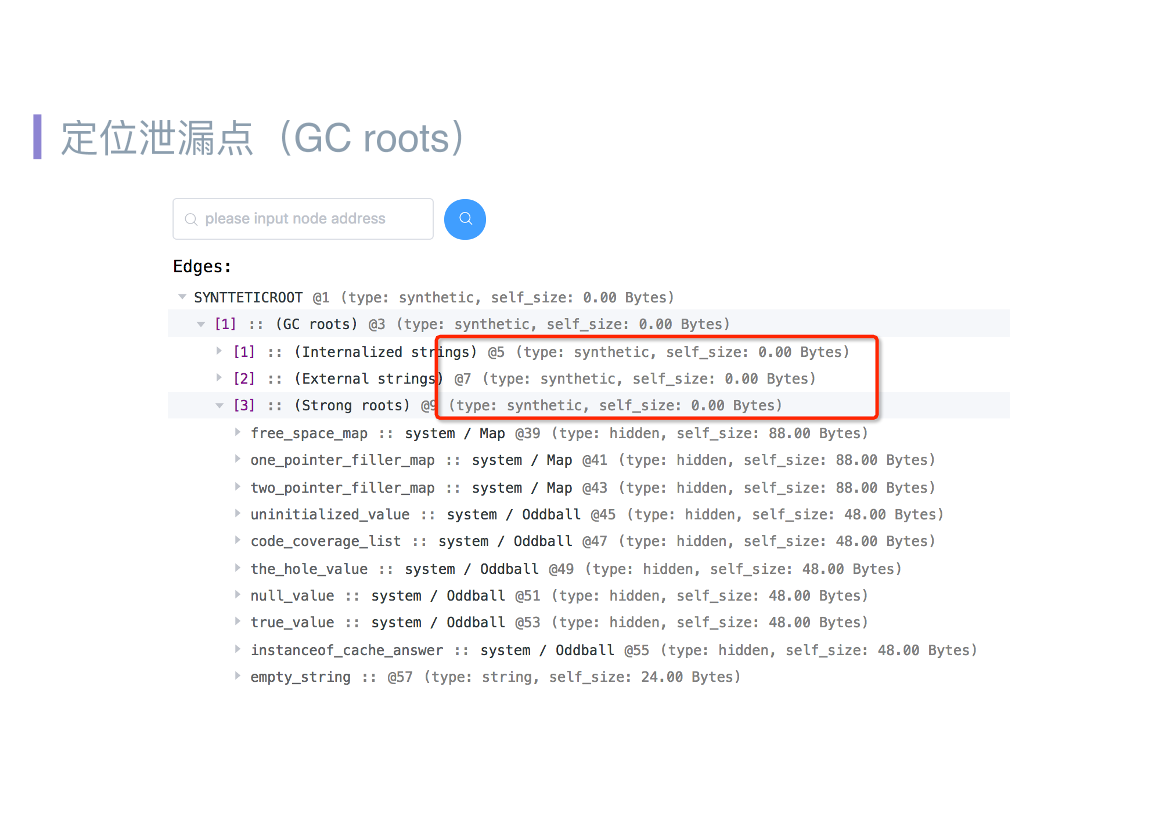 定位泄漏点（GC roots）
please input node address
Edges:
SYNTTETICROOT @1 (type: synthetic, self_size: 0.00 Bytes)
[1] :: (GC roots) @3 (type: synthetic, self_size: 0.00 Bytes)
[1] :: (Internalized strings) @5 (type: synthetic, self_size: 0.00 Bytes)
[2] :: (External strings) @7 (type: synthetic, self_size: 0.00 Bytes)
[3] :: (Strong roots) @9 (type: synthetic, self_size: 0.00 Bytes)
free_space_map :: system / Map @39 (type: hidden, self_size: 88.00 Bytes)
one_pointer_filler_map :: system / Map @41 (type: hidden, self_size: 88.00 Bytes)
two_pointer_filler_map :: system / Map @43 (type: hidden, self_size: 88.00 Bytes)
uninitialized_value :: system / Oddball @45 (type: hidden, self_size: 48.00 Bytes)
code_coverage_list :: system / Oddball @47 (type: hidden, self_size: 48.00 Bytes)
the_hole_value :: system / Oddball @49 (type: hidden, self_size: 48.00 Bytes)
null_value :: system / Oddball @51 (type: hidden, self_size: 48.00 Bytes)
true_value :: system / Oddball @53 (type: hidden, self_size: 48.00 Bytes)
instanceof_cache_answer :: system / Oddball @55 (type: hidden, self_size: 48.00 Bytes)
empty_string :: @57 (type: string, self_size: 24.00 Bytes)